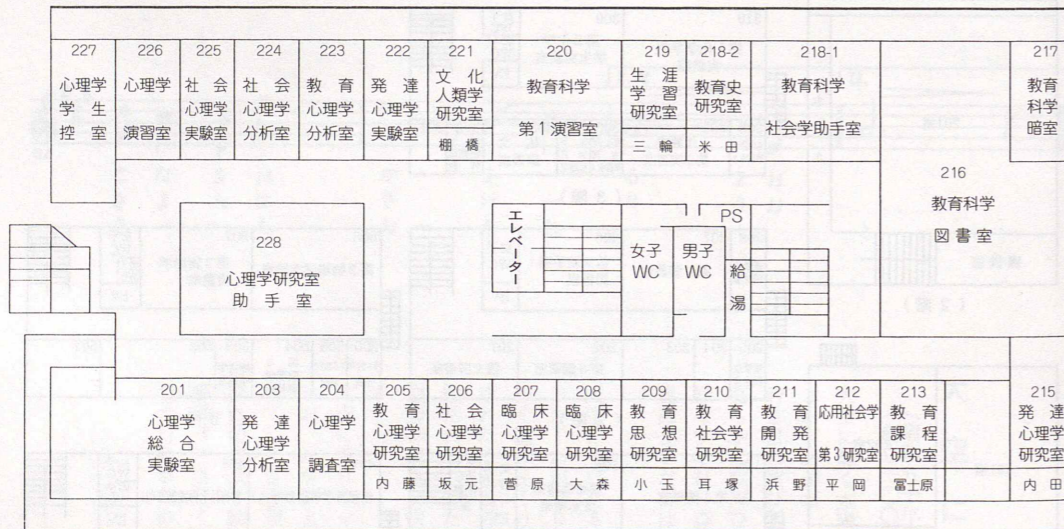 227
心理学
学生
控室
226
心理学
演習室
225
社会
心理学
実験室
224
社会
心理学
分析室
223
教育
心理学
分析室
222
発達
心理学
実験室
221
文化
人類学
研究室
棚橋
220
教育科学
第1演習室
219
生涯
学習
研究室
三輪
218-2
教育史
研究室
米田
218-1
教育科学
社会学助手室
217
教育
科学
暗室
216
教育科学
図書室
228
心理学研究室
助手室
エレベーター
女子
WC
男子
WC
PS
給
湯
201
心理学
総合
実験室
203
発達
心理学
分析室
204
心理学
調査室
205
教育
心理学
研究室
内藤
206
社会
心理学
研究室
坂元
207
臨床
心理学
研究室
菅原
208
臨床
心理学
研究室
大森
209
教育
思想
研究室
小玉
210
教育
社会学
研究室
耳塚
211
教育
開発
研究室
浜野
212
応用社会学
第3研究室
平岡
213
教育
課程
研究室
冨士原
215
発達
心理学
研究室
内田